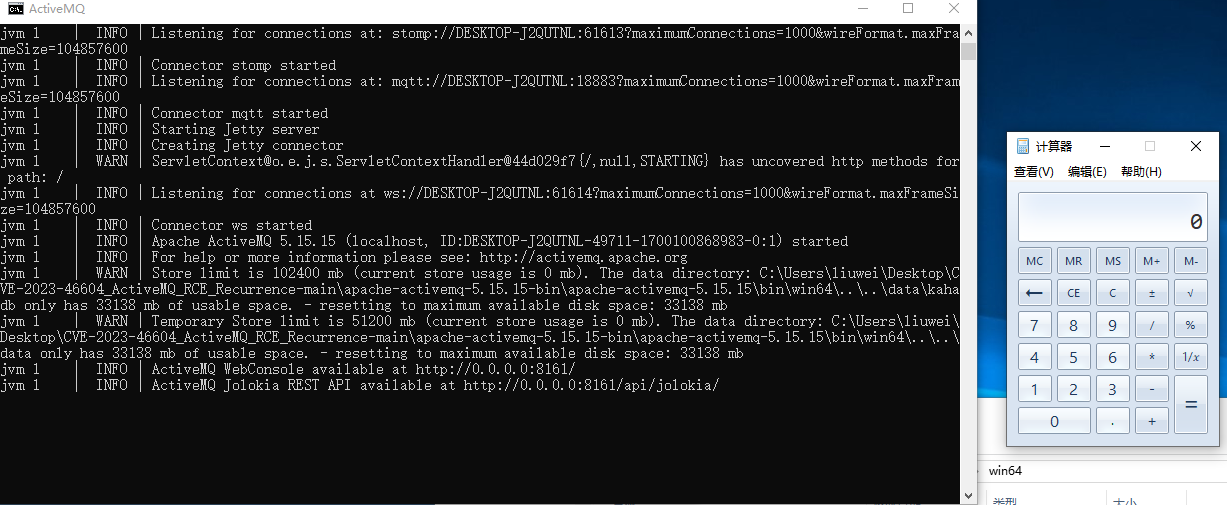 ActiveMQ
jvm 1    | INFO | Listening for connections at: stomp://DESKTOP-J2QUTNL:61613?maximumConnections=1000&wireFormat.maxFra
meSize=104857600
jvm 1    | INFO | Connector stomp started
jvm 1    | INFO | Listening for connections at: mqtt://DESKTOP-J2QUTNL:18883?maximumConnections=1000&wireFormat.maxFram
eSize=104857600
jvm 1    | INFO | Connector mqtt started
jvm 1    | INFO | Starting Jetty server
jvm 1    | INFO | Creating Jetty connector
jvm 1    | WARN | ServletContext@o.e.j.s.ServletContextHandler@44d029f7{/,null,STARTING} has uncovered http methods for
path: /
jvm 1    | INFO | Listening for connections at ws://DESKTOP-J2QUTNL:61614?maximumConnections=1000&wireFormat.maxFrameSi
ze=104857600
jvm 1    | INFO | Connector ws started
jvm 1    | INFO | Apache ActiveMQ 5.15.15 (localhost, ID:DESKTOP-J2QUTNL-49711-1700100868983-0:1) started
jvm 1    | INFO | For help or more information please see: http://activemq.apache.org
jvm 1    | WARN | Store limit is 102400 mb (current store usage is 0 mb). The data directory: C:\Users\liuwei\Desktop\C
VE-2023-46604_ActiveMQ_RCE_Recurrence-main\apache-activemq-5.15.15-bin\apache-activemq-5.15.15\bin\win64\..\..\data\kaha
db only has 33138 mb of usable space. - resetting to maximum available disk space: 33138 mb
jvm 1    | WARN | Temporary Store limit is 51200 mb (current store usage is 0 mb). The data directory: C:\Users\liuwei\
Desktop\CVE-2023-46604_ActiveMQ_RCE_Recurrence-main\apache-activemq-5.15.15-bin\apache-activemq-5.15.15\bin\win64\..\..\
data only has 33138 mb of usable space. - resetting to maximum available disk space: 33138 mb
jvm 1    | INFO | ActiveMQ WebConsole available at http://0.0.0.0:8161/
jvm 1    | INFO | ActiveMQ Jolokia REST API available at http://0.0.0.0:8161/api/jolokia/
计算器
查看(V) 编辑(E) 帮助(H)
0
MC MR MS M+ M-
← CE C ± √
7 8 9 / %
4 5 6 * 1/x
1 2 3 - =
0 . +
win64
类型 大小